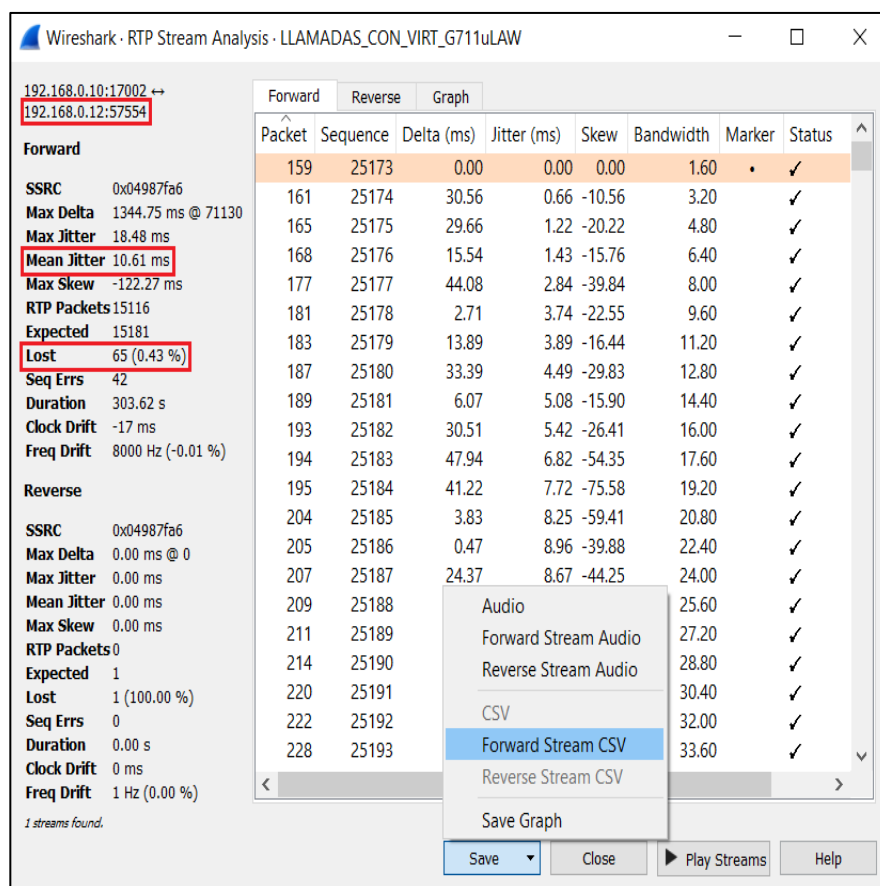 Wireshark · RTP Stream Analysis · LLAMADAS_CON_VIRT_G711uLAW
192.168.0.10:17002 ↔
192.168.0.12:57554
Forward
SSRC 0x04987fa6
Max Delta 1344.75 ms @ 71130
Max Jitter 18.48 ms
Mean Jitter 10.61 ms
Max Skew -122.27 ms
RTP Packets 15116
Expected 15181
Lost 65 (0.43 %)
Seq Errs 42
Duration 303.62 s
Clock Drift -17 ms
Freq Drift 8000 Hz (-0.01 %)
Reverse
SSRC 0x04987fa6
Max Delta 0.00 ms @ 0
Max Jitter 0.00 ms
Mean Jitter 0.00 ms
Max Skew 0.00 ms
RTP Packets 0
Expected 1
Lost 1 (100.00 %)
Seq Errs 0
Duration 0.00 s
Clock Drift 0 ms
Freq Drift 1 Hz (0.00 %)
1 streams found.
Forward Reverse Graph
Packet Sequence Delta (ms) Jitter (ms) Skew Bandwidth Marker Status
159 25173 0.00 0.00 0.00 1.60 • ✓
161 25174 30.56 0.66 -10.56 3.20 ✓
165 25175 29.66 1.22 -20.22 4.80 ✓
168 25176 15.54 1.43 -15.76 6.40 ✓
177 25177 44.08 2.84 -39.84 8.00 ✓
181 25178 2.71 3.74 -22.55 9.60 ✓
183 25179 13.89 3.89 -16.44 11.20 ✓
187 25180 33.39 4.49 -29.83 12.80 ✓
189 25181 6.07 5.08 -15.90 14.40 ✓
193 25182 30.51 5.42 -26.41 16.00 ✓
194 25183 47.94 6.82 -54.35 17.60 ✓
195 25184 41.22 7.72 -75.58 19.20 ✓
204 25185 3.83 8.25 -59.41 20.80 ✓
205 25186 0.47 8.96 -39.88 22.40 ✓
207 25187 24.37 8.67 -44.25 24.00 ✓
209 25188 25.60 ✓
211 25189 27.20 ✓
214 25190 28.80 ✓
220 25191 30.40 ✓
222 25192 32.00 ✓
228 25193 33.60 ✓
Audio
Forward Stream Audio
Reverse Stream Audio
CSV
Forward Stream CSV
Reverse Stream CSV
Save Graph
Save Close Play Streams Help